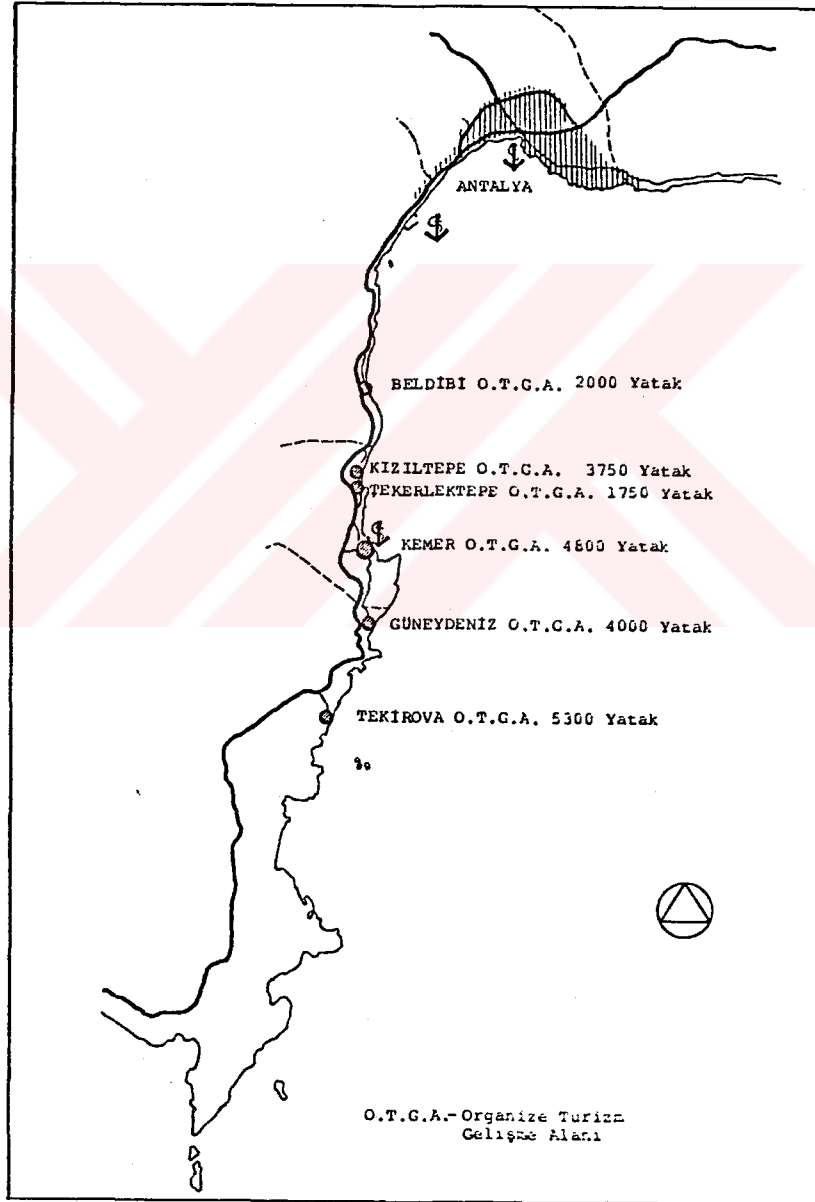 ANTALYA
BELDİBİ O.T.G.A. 2000 Yatak
KIZILTEPE O.T.G.A. 3750 Yatak
TEKERLEKTEPE O.T.G.A. 1750 Yatak
KEMER O.T.G.A. 4800 Yatak
GÜNEYDENİZ O.T.G.A. 4000 Yatak
TEKİROVA O.T.G.A. 5300 Yatak
O.T.G.A.-Organize Turizm
Gelişme Alanı